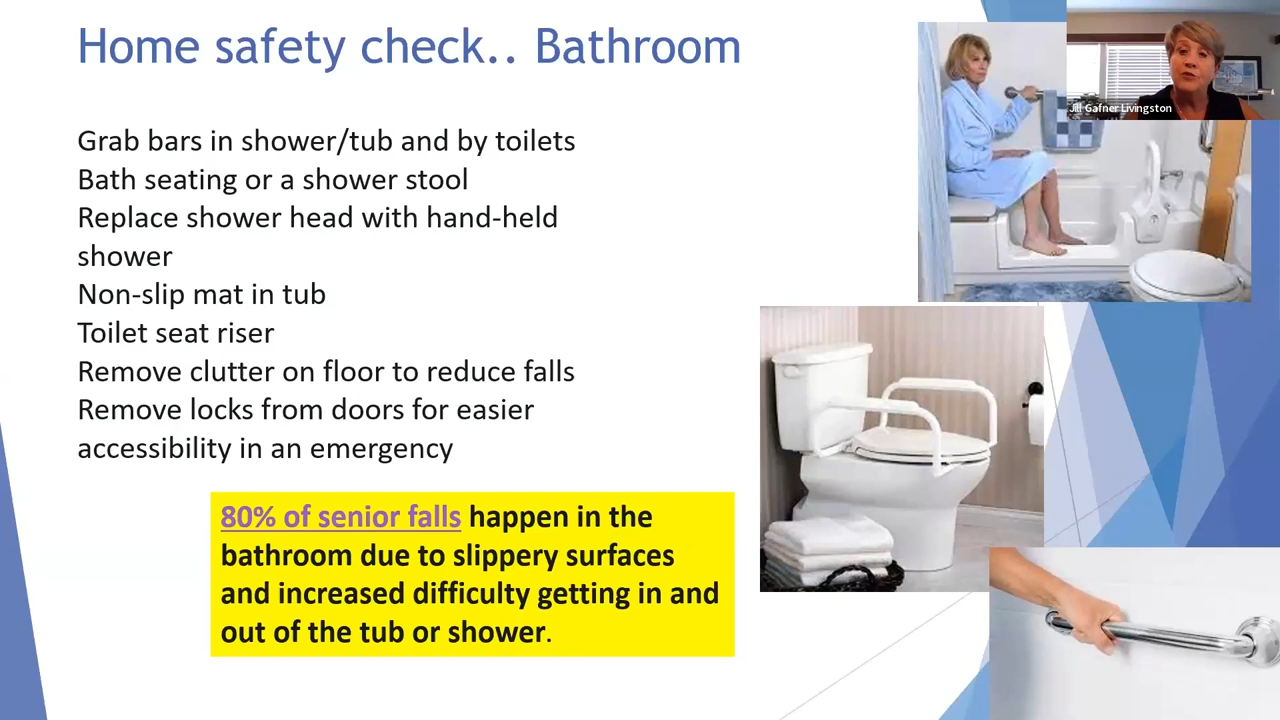 Home safety check.. Bathroom
Jill Gafner Livingston
Grab bars in shower/tub and by toilets
Bath seating or a shower stool
Replace shower head with hand-held
shower
Non-slip mat in tub
Toilet seat riser
Remove clutter on floor to reduce falls
Remove locks from doors for easier
accessibility in an emergency
80% of senior falls happen in the
bathroom due to slippery surfaces
and increased difficulty getting in and
out of the tub or shower.